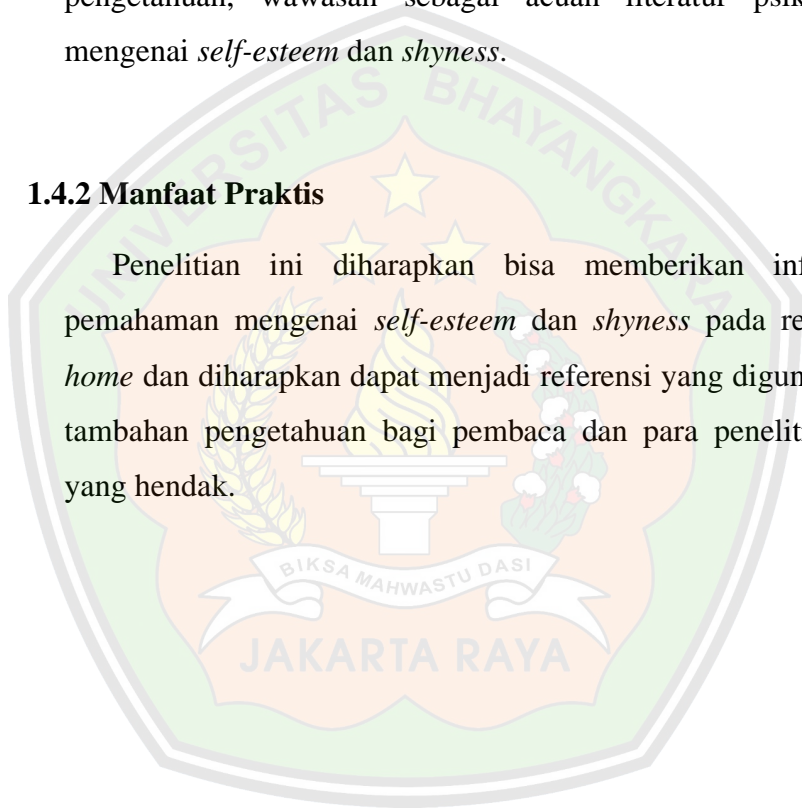 pengetahuan, wawasan sebagai acuan literatur
mengenai self-esteem dan shyness.
UNIVERSITAS BHAYANGKARA
1.4.2 Manfaat Praktis
Penelitian ini diharapkan bisa memberikan
pemahaman mengenai self-esteem dan shyness pada
home dan diharapkan dapat menjadi referensi yang
tambahan pengetahuan bagi pembaca dan para
yang hendak.
BIKSA MAHWASTU DASI
JAKARTA RAYA